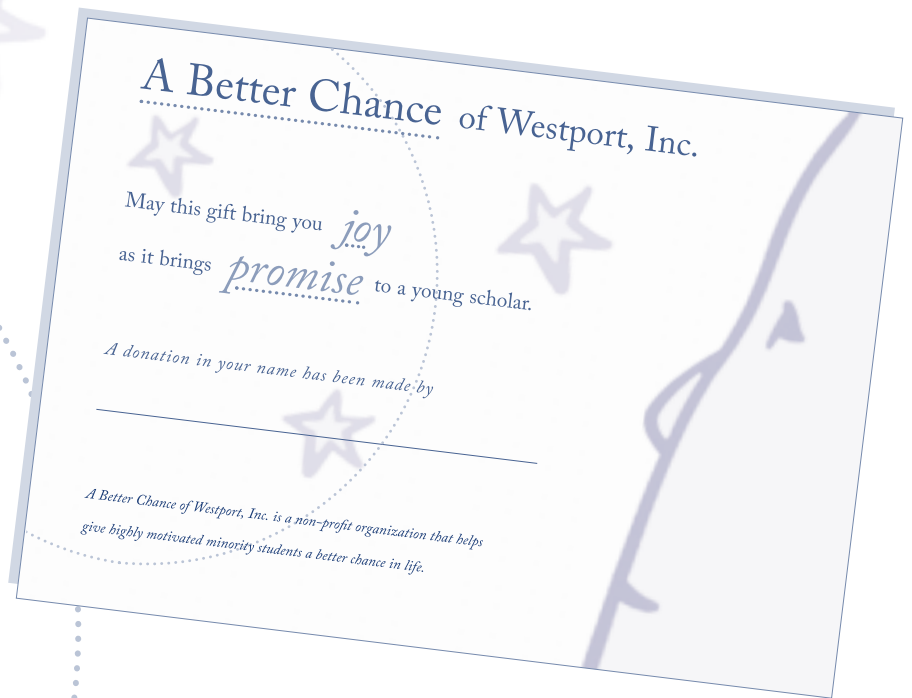 A Better Chance of Westport, Inc.
May this gift bring you joy
as it brings promise to a young scholar.
A donation in your name has been made by
A Better Chance of Westport, Inc. is a non-profit organization that helps
give highly motivated minority students a better chance in life.